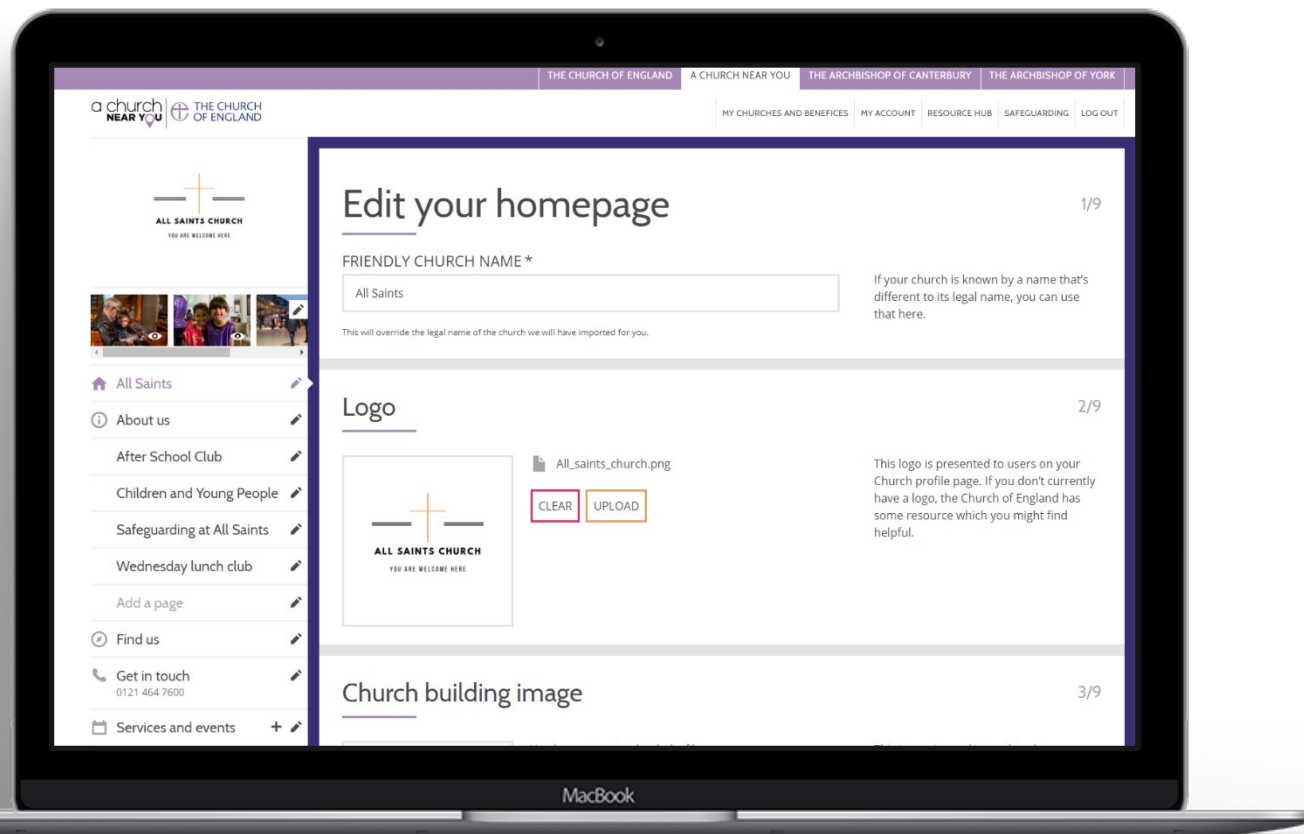 THE CHURCH OF ENGLAND
A CHURCH NEAR YOU
THE ARCHBISHOP OF CANTERBURY
THE ARCHBISHOP OF YORK
a church
NEAR YOU
THE CHURCH
OF ENGLAND
MY CHURCHES AND BENEFICES
MY ACCOUNT
RESOURCE HUB
SAFEGUARDING
LOG OUT
ALL SAINTS CHURCH
YOU ARE WELCOME HERE
All Saints
About us
After School Club
Children and Young People
Safeguarding at All Saints
Wednesday lunch club
Add a page
Find us
Get in touch
0121 464 7600
Services and events
Edit your homepage
1/9
FRIENDLY CHURCH NAME *
All Saints
This will override the legal name of the church we will have imported for you.
If your church is known by a name that's
different to its legal name, you can use
that here.
Logo
2/9
ALL SAINTS CHURCH
YOU ARE WELCOME HERE
All_saints_church.png
CLEAR
UPLOAD
This logo is presented to users on your
Church profile page. If you don't currently
have a logo, the Church of England has
some resource which you might find
helpful.
Church building image
3/9
MacBook